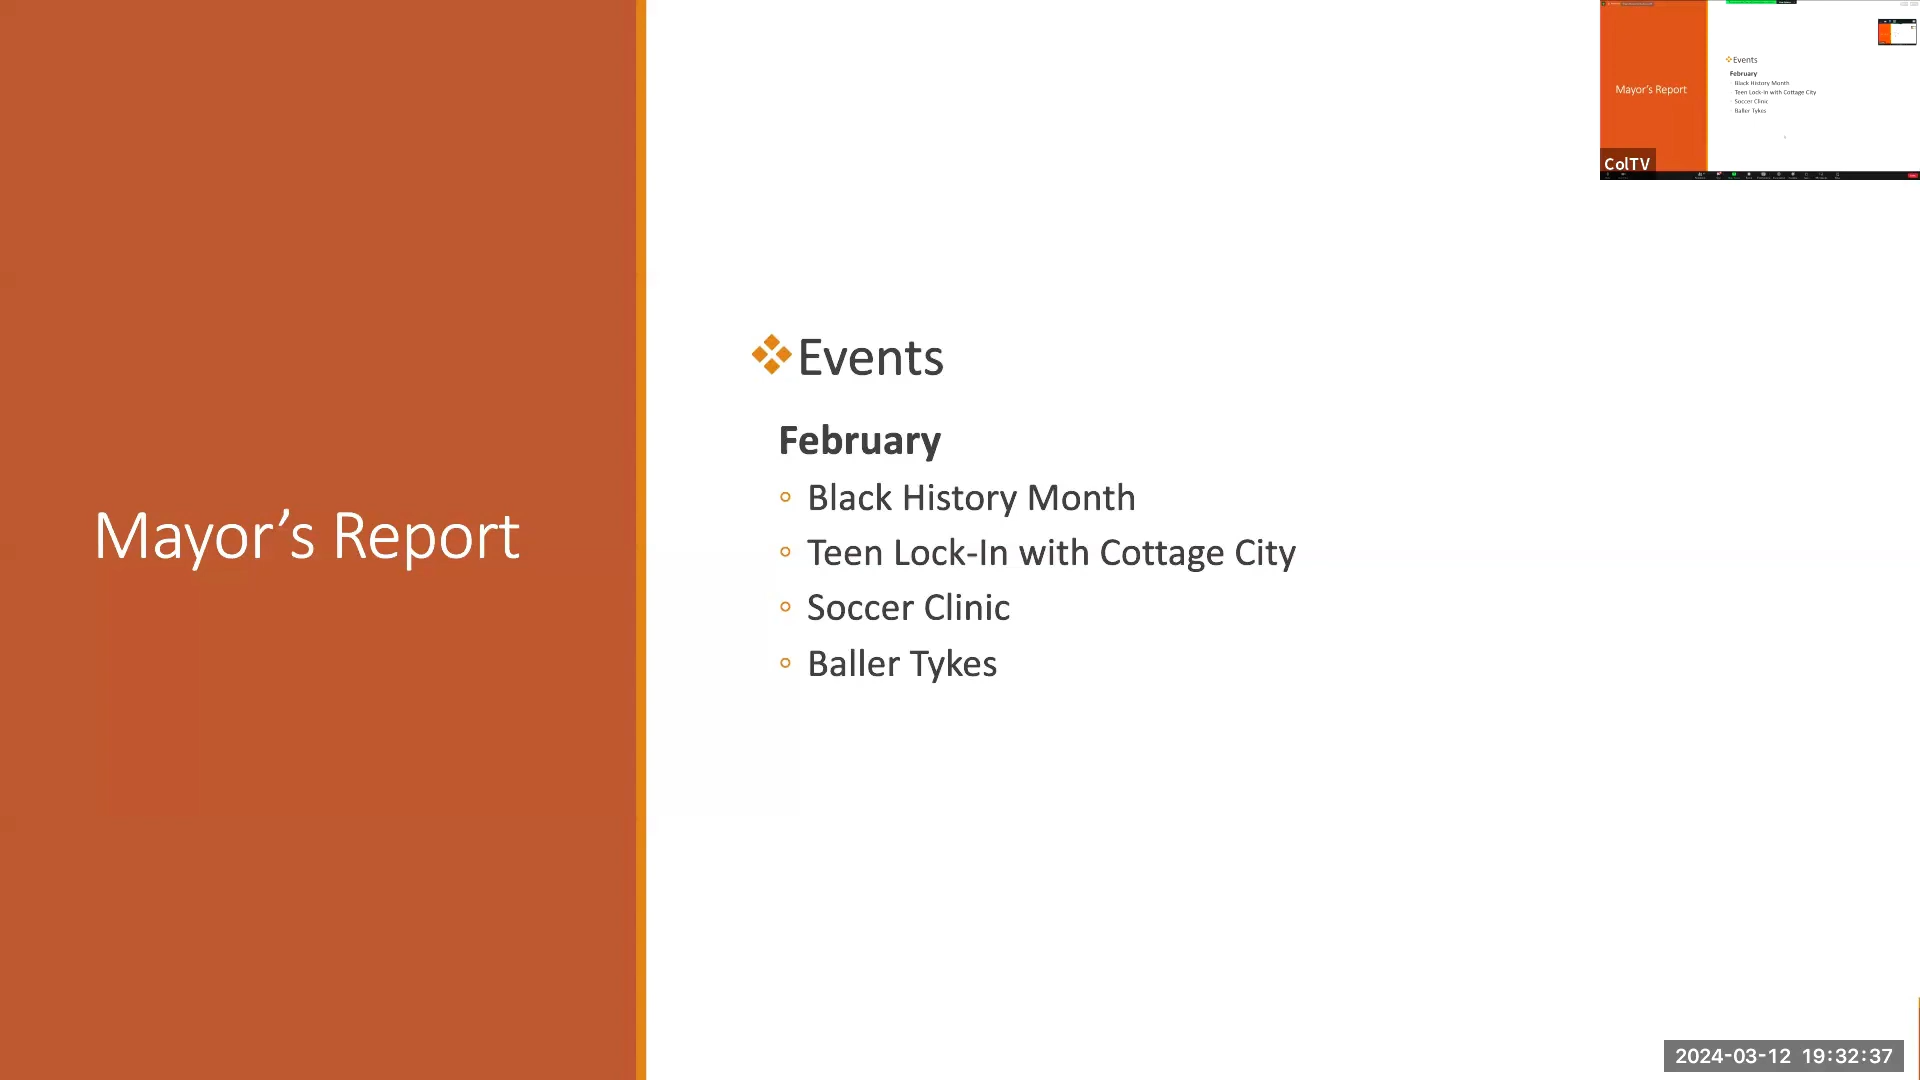 Mayor's Report
❖Events
February
Black History Month
Teen Lock-In with Cottage City
Soccer Clinic
Baller Tykes
Mayor's Report
❖Events
February
Black History Month
Teen Lock-In with Cottage City
Soccer Clinic
Baller Tykes
ColTV
2024-03-12 19:32:37